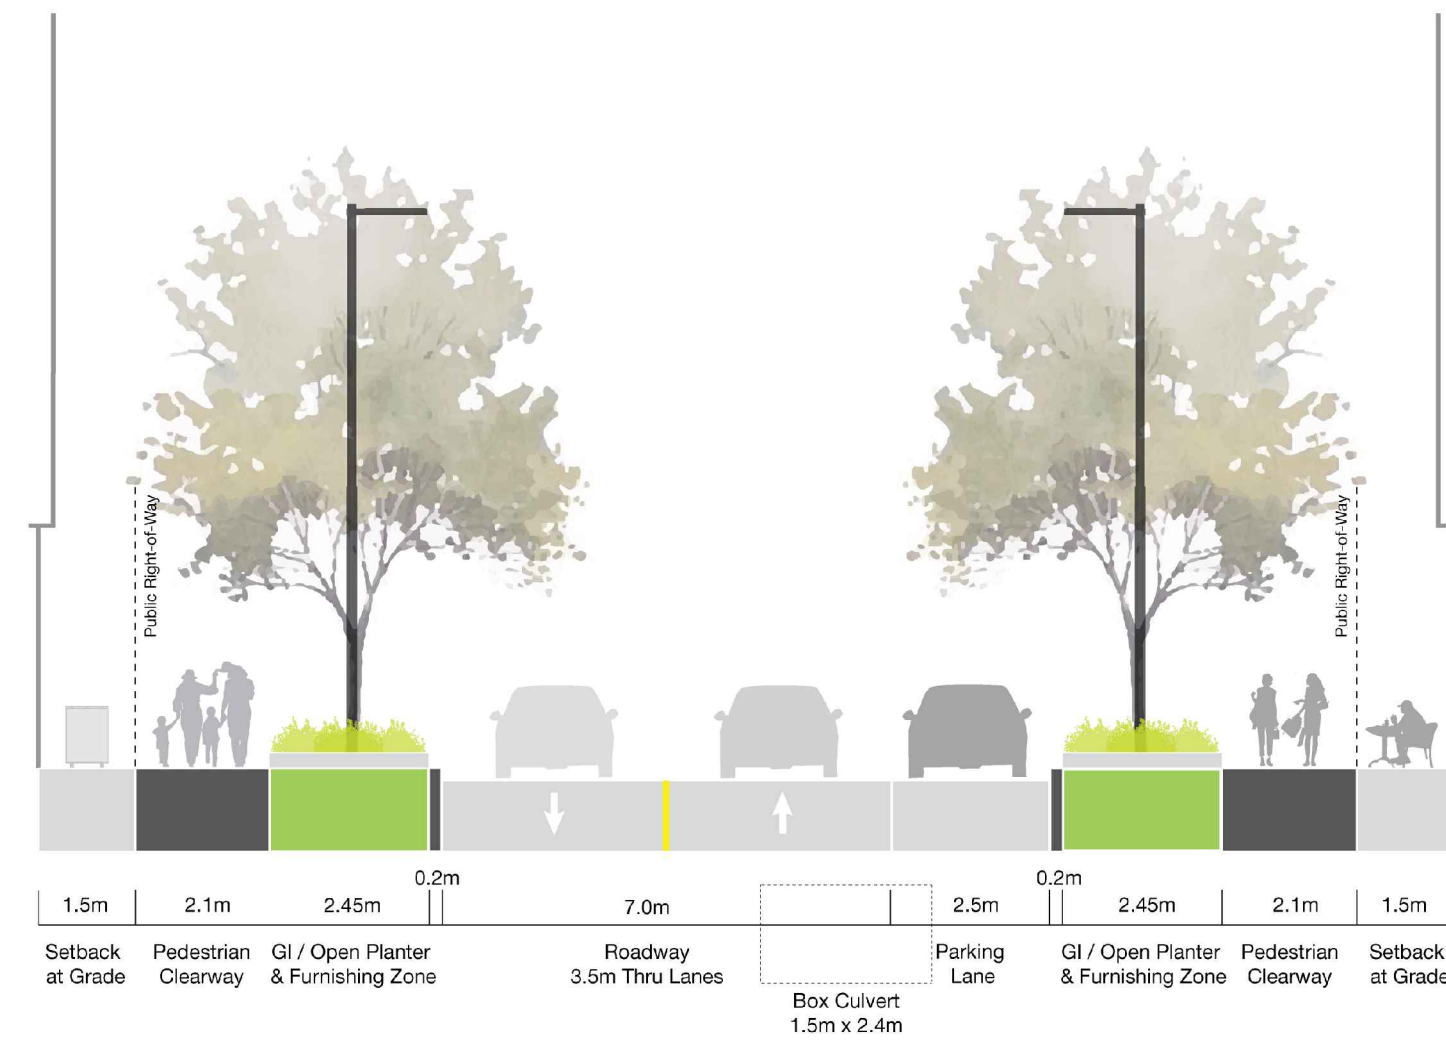 Public Right-of-Way
Public Right-of-Way
0.2m
0.2m
1.5m
2.1m
2.45m
7.0m
2.5m
2.45m
2.1m
1.5m
Setback
at Grade
Pedestrian
Clearway
GI / Open Planter
& Furnishing Zone
Roadway
3.5m Thru Lanes
Parking
Lane
GI / Open Planter
& Furnishing Zone
Pedestrian
Clearway
Setback
at Grade
Box Culvert
1.5m x 2.4m